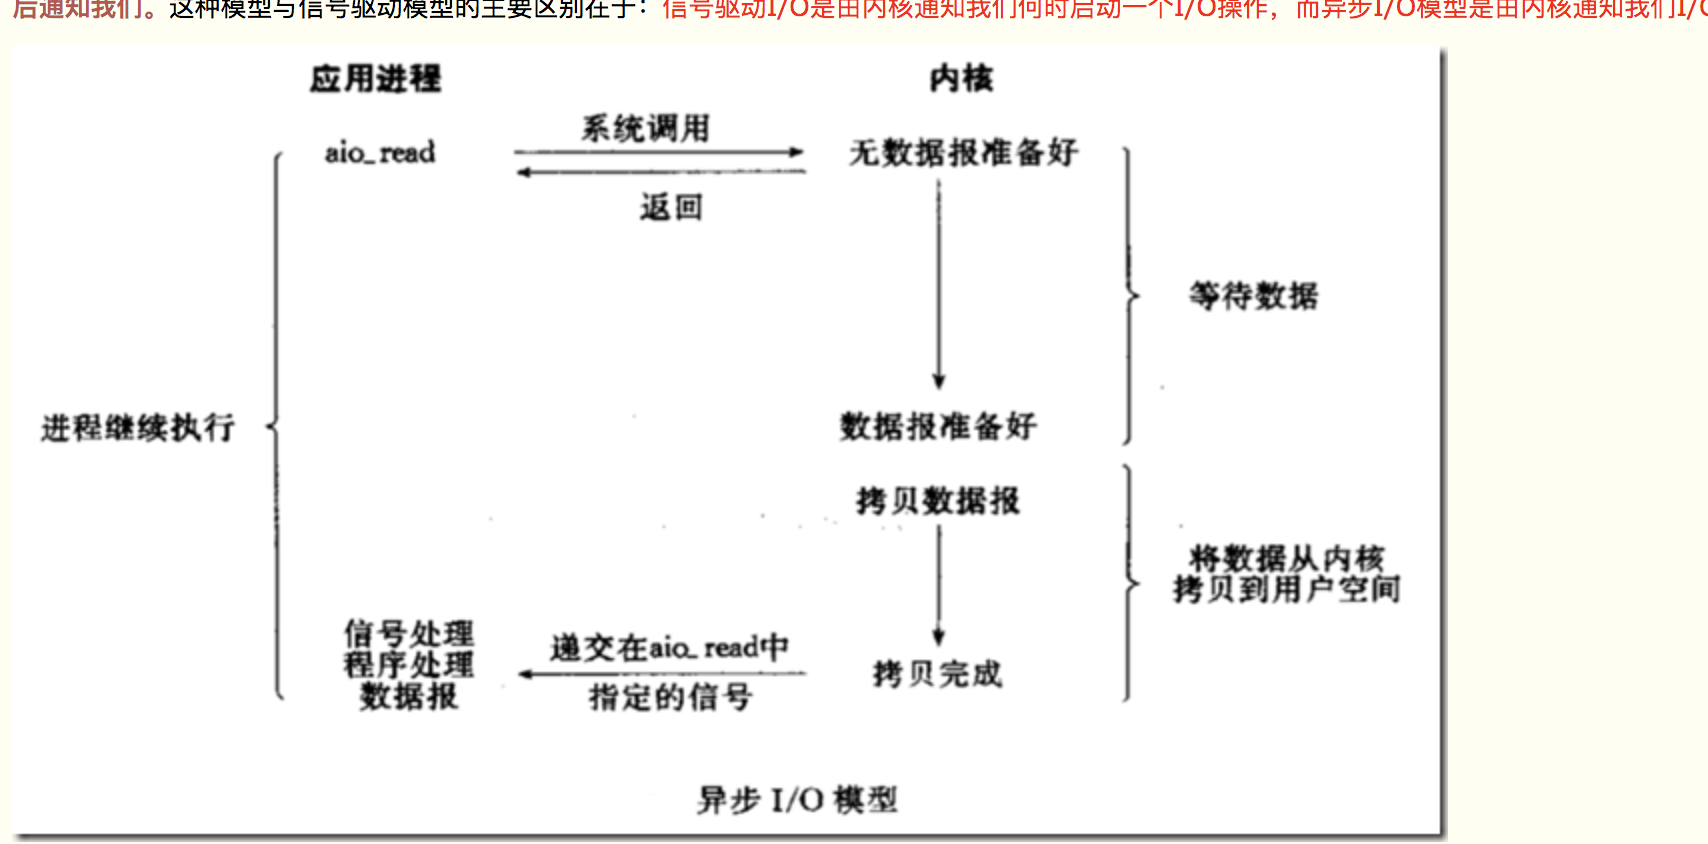 后通知我们。这种模型与信号驱动模型的主要区别在于：信号驱动I/O是由内核通知我们何时启动一个I/O操作，而异步I/O模型是由内核通知我们I/O
应用进程
内核
系统调用
aio_read
无数据报准备好
返回
等待数据
进程继续执行
数据报准备好
拷贝数据报
将数据从内核
拷贝到用户空间
信号处理
程序处理
数据报
递交在aio_read中
指定的信号
拷贝完成
异步 I/O 模型